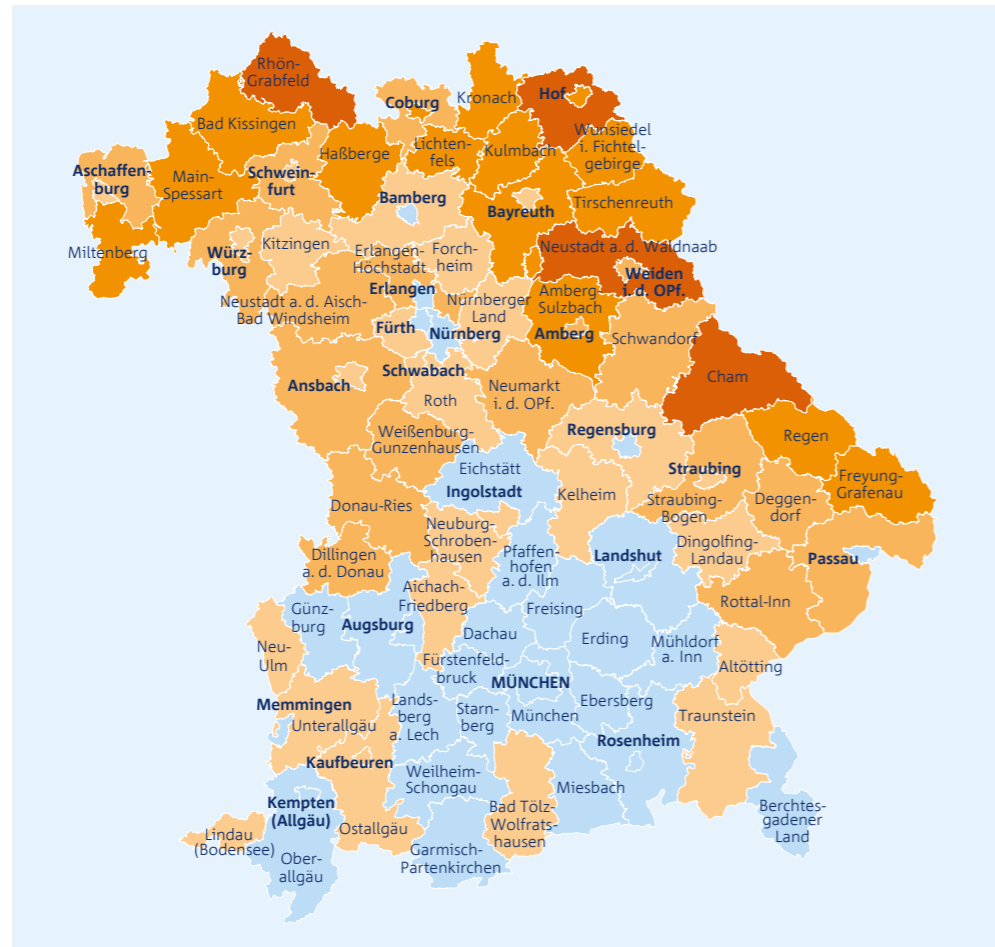 Rhön-
Grabfeld
Coburg
Kronach
Hof
Bad Kissingen
Wunsiedel
i. Fichtel-
gebirge
Lichten-
fels
Kulmbach
Haßberge
Aschaffen-
burg
Main-
Spessart
Schwein-
furt
Bamberg
Bayreuth
Tirschenreuth
Miltenberg
Würz-
burg
Kitzingen
Erlangen-
Höchstadt
Forch-
heim
Neustadt a. d. Waldnaab
Weiden
i. d. OPf.
Erlangen
Neustadt a. d. Aisch-
Bad Windsheim
Nürnberger
Land
Amberg-
Sulzbach
Fürth
Nürnberg
Amberg
Schwandorf
Ansbach
Schwabach
Roth
Neumarkt
i. d. OPf.
Cham
Weißenburg-
Gunzenhausen
Regensburg
Regen
Eichstätt
Ingolstadt
Straubing
Freyung-
Grafenau
Kelheim
Donau-Ries
Straubing-
Bogen
Deggen-
dorf
Neuburg-
Schroben-
hausen
Dingolfing-
Landau
Dillingen
a. d. Donau
Pfaffen-
hofen
a. d. Ilm
Landshut
Passau
Aichach-
Friedberg
Günz-
burg
Augsburg
Freising
Rottal-Inn
Dachau
Erding
Mühldorf
a. Inn
Neu-
Ulm
Fürstenfeld-
bruck
Altötting
MÜNCHEN
Memmingen
Unterallgäu
Lands-
berg
a. Lech
Starn-
berg
München
Ebersberg
Traunstein
Rosenheim
Kaufbeuren
Weilheim-
Schongau
Miesbach
Kempten
(Allgäu)
Bad Tölz-
Wolfrats-
hausen
Berchtes-
gadener
Land
Lindau
(Bodensee)
Ostallgäu
Ober-
allgäu
Garmisch-
Partenkirchen